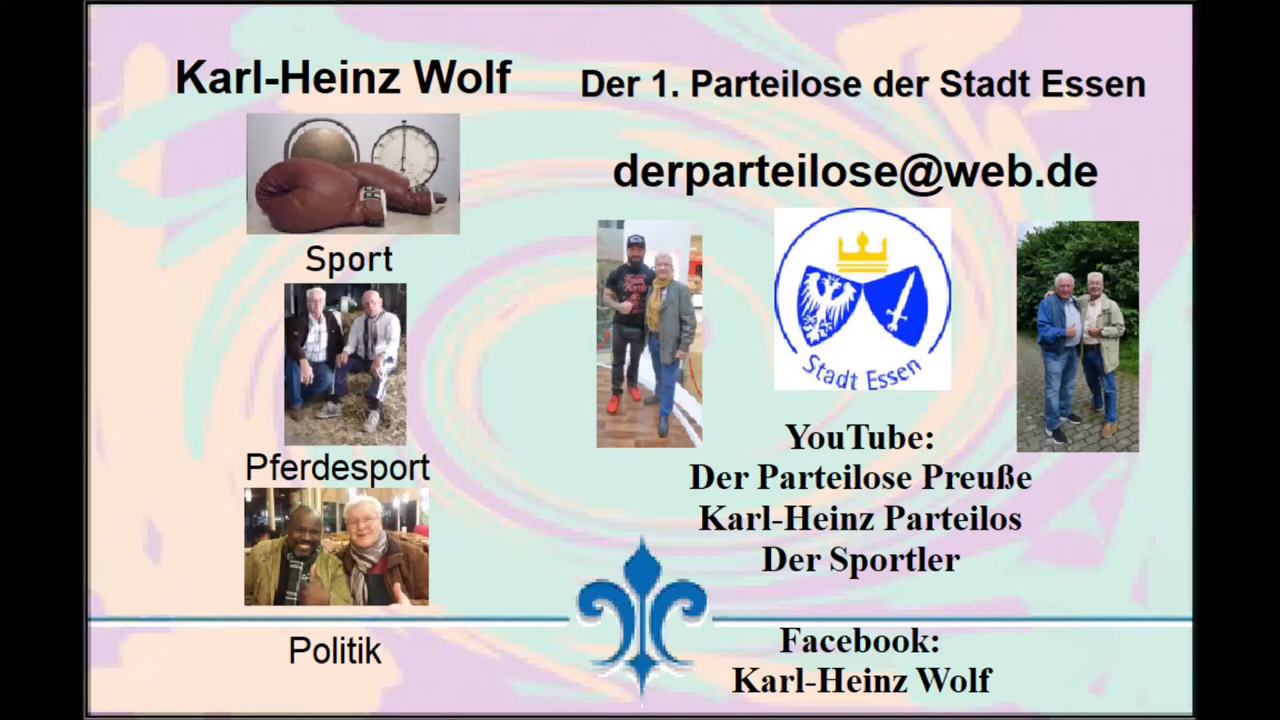 Karl-Heinz Wolf
Der 1. Parteilose der Stadt Essen
derparteilose@web.de
Sport
Stadt Essen
Pferdesport
YouTube:
Der Parteilose Preuße
Karl-Heinz Parteilos
Der Sportler
Politik
Facebook:
Karl-Heinz Wolf